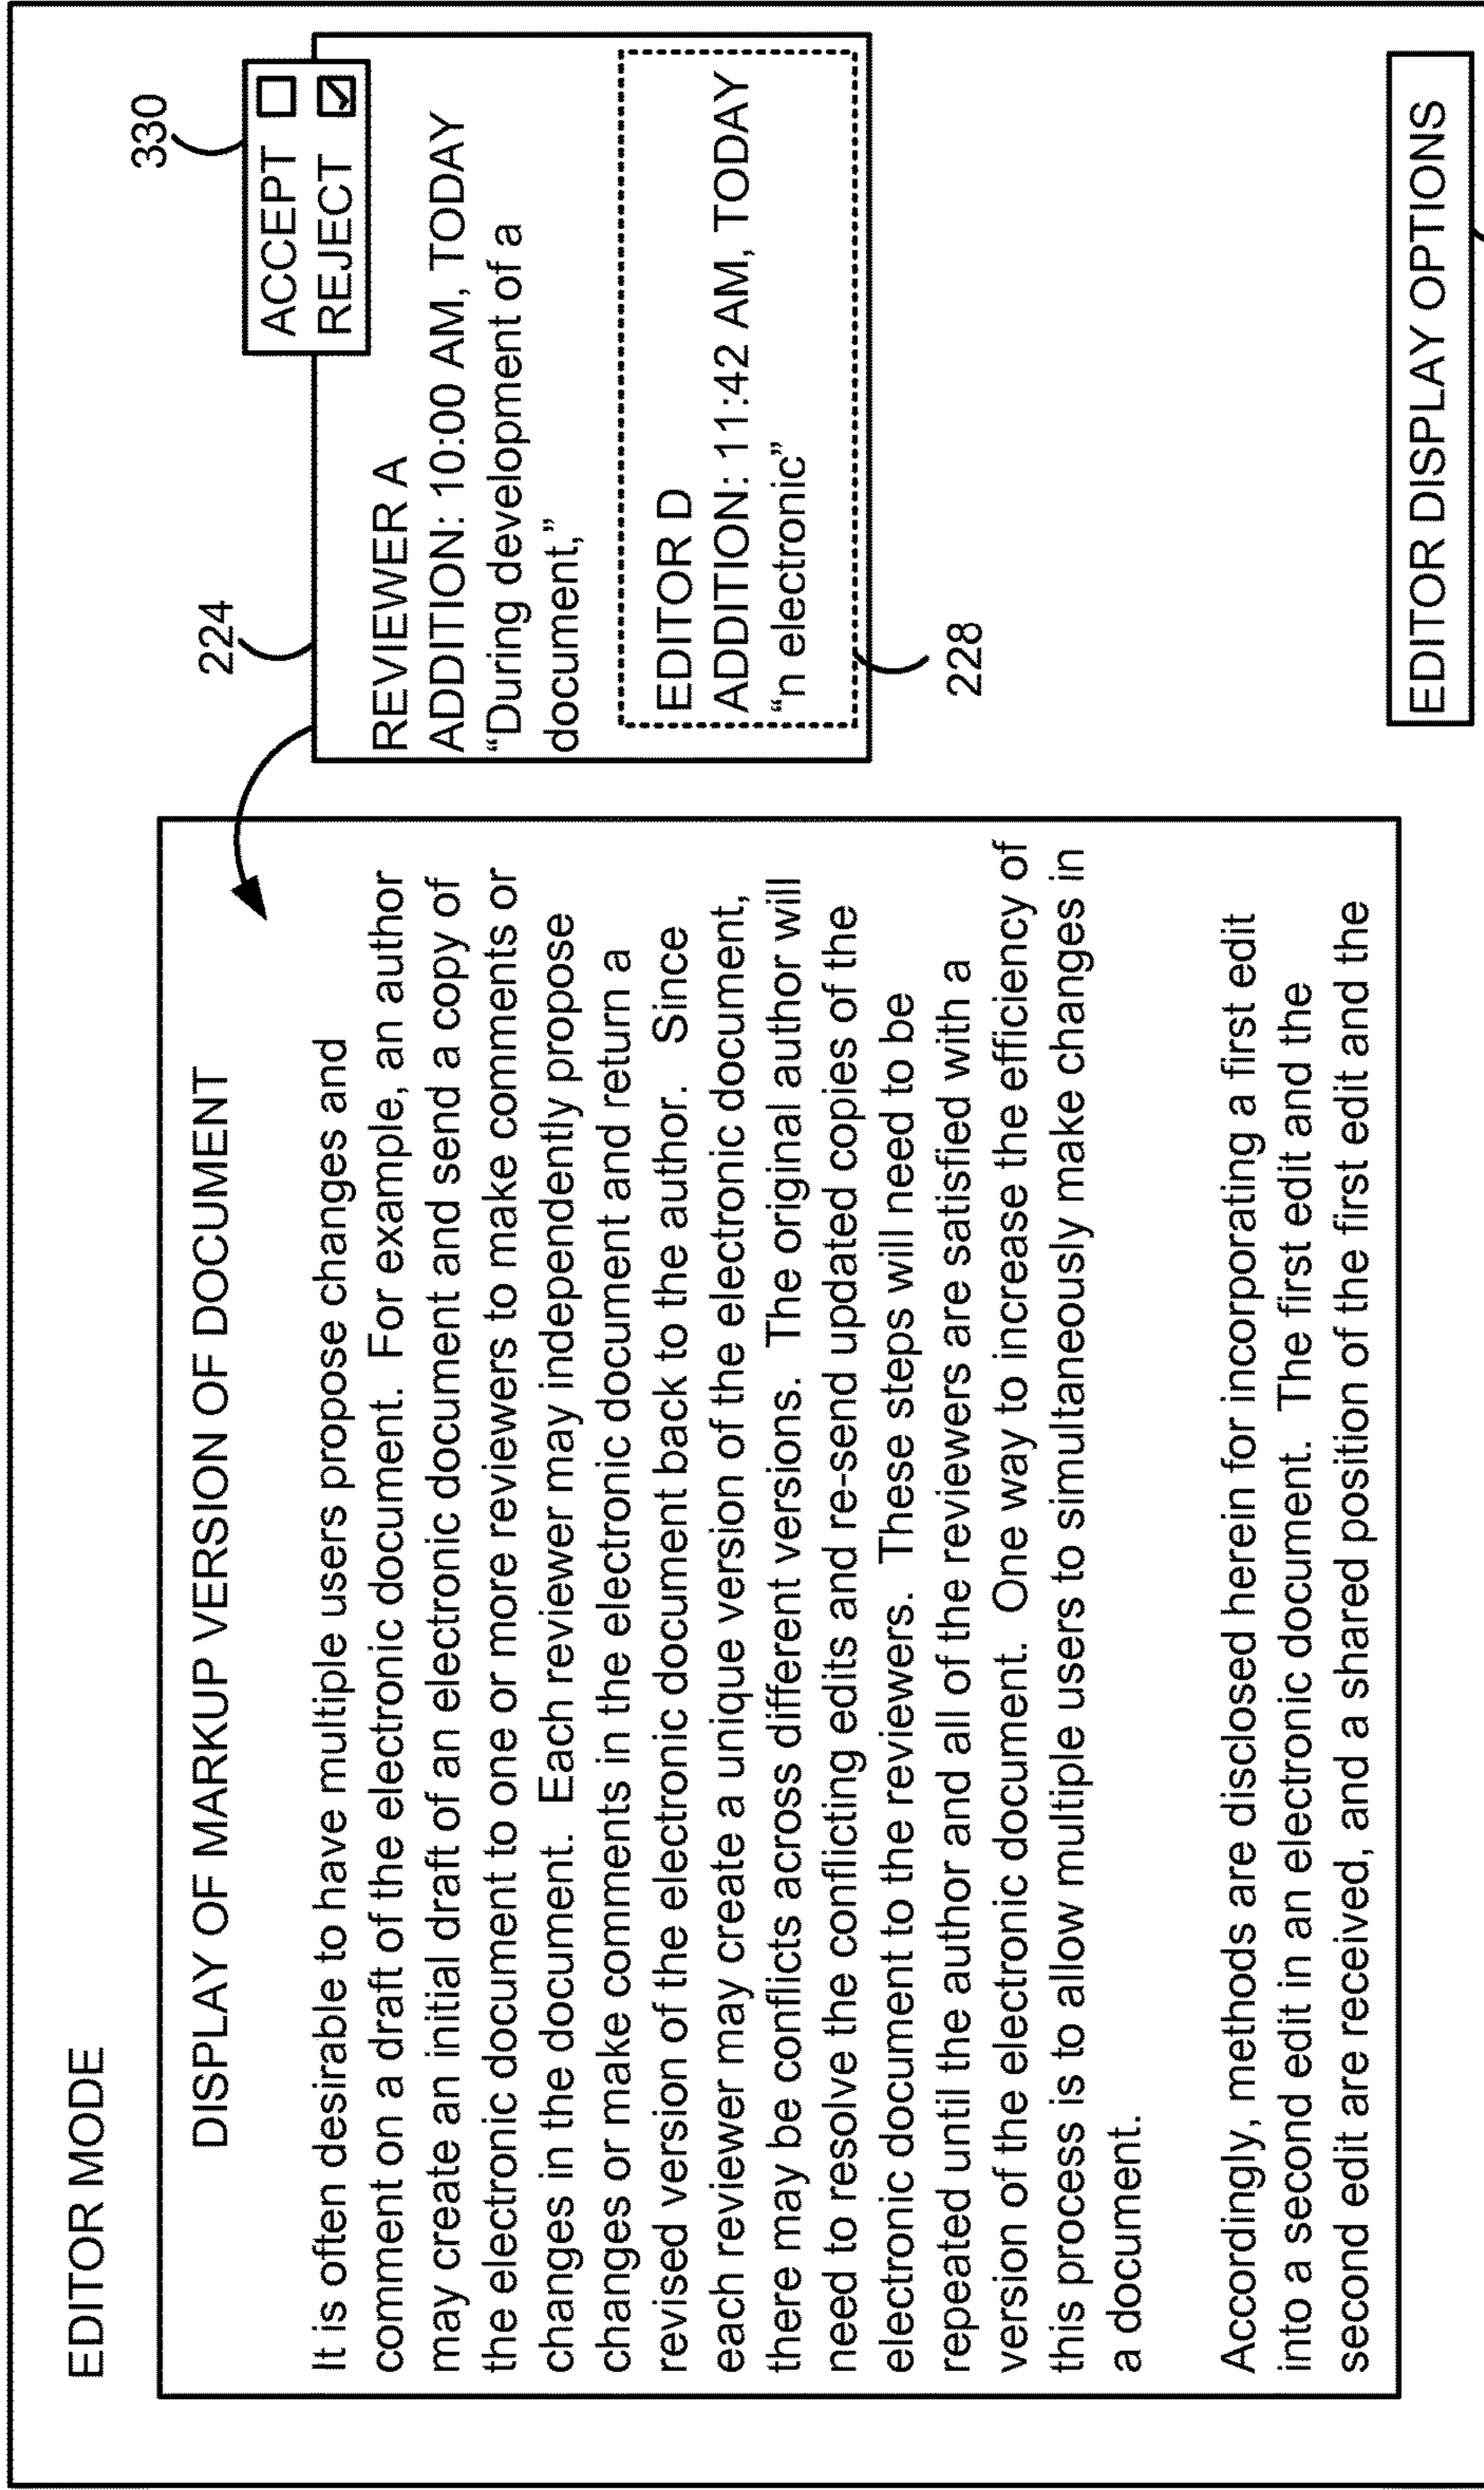 EDITOR MODE
DISPLAY OF MARKUP VERSION OF DOCUMENT
It is often desirable to have multiple users propose changes and
comment on a draft of the electronic document. For example, an author
may create an initial draft of an electronic document and send a copy of
the electronic document to one or more reviewers to make comments or
changes in the document. Each reviewer may independently propose
changes or make comments in the electronic document and return a
revised version of the electronic document back to the author. Since
each reviewer may create a unique version of the electronic document,
there may be conflicts across different versions. The original author will
need to resolve the conflicting edits and re-send updated copies of the
electronic document to the reviewers. These steps will need to be
repeated until the author and all of the reviewers are satisfied with a
version of the electronic document. One way to increase the efficiency of
this process is to allow multiple users to simultaneously make changes in
a document.
Accordingly, methods are disclosed herein for incorporating a first edit
into a second edit in an electronic document. The first edit and the
second edit are received, and a shared position of the first edit and the
330
ACCEPT
REJECT
224
REVIEWER A
ADDITION: 10:00 AM, TODAY
“During development of a
document,”
EDITOR D
ADDITION: 11:42 AM, TODAY
“n electronic”
228
EDITOR DISPLAY OPTIONS